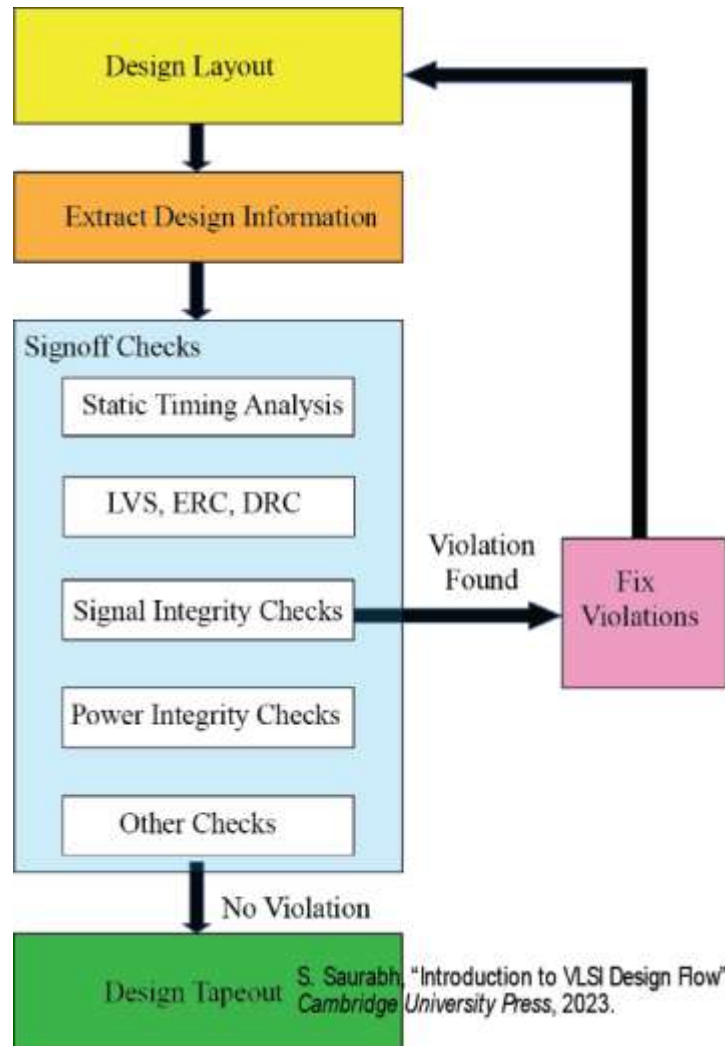 Design Layout
Extract Design Information
Signoff Checks
Static Timing Analysis
LVS, ERC, DRC
Violation
Found
Signal Integrity Checks
Fix
Violations
Power Integrity Checks
Other Checks
No Violation
Design Tapeout
S. Saurabh, “Introduction to VLSI Design Flow”
Cambridge University Press, 2023.